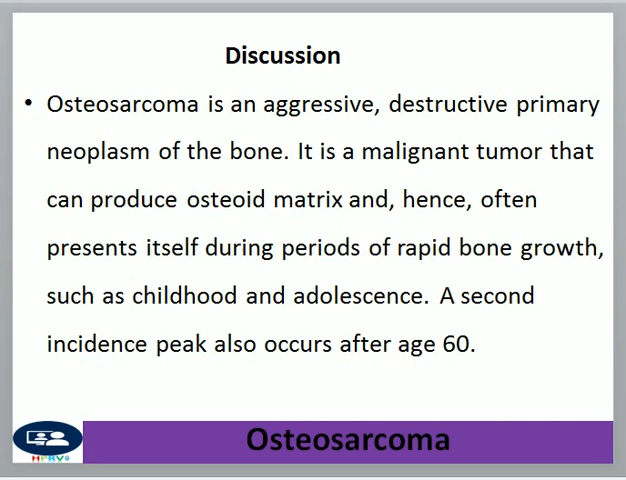 Discussion
• Osteosarcoma is an aggressive, destructive primary
neoplasm of the bone. It is a malignant tumor that
can produce osteoid matrix and, hence, often
presents itself during periods of rapid bone growth,
such as childhood and adolescence. A second
incidence peak also occurs after age 60.
Osteosarcoma